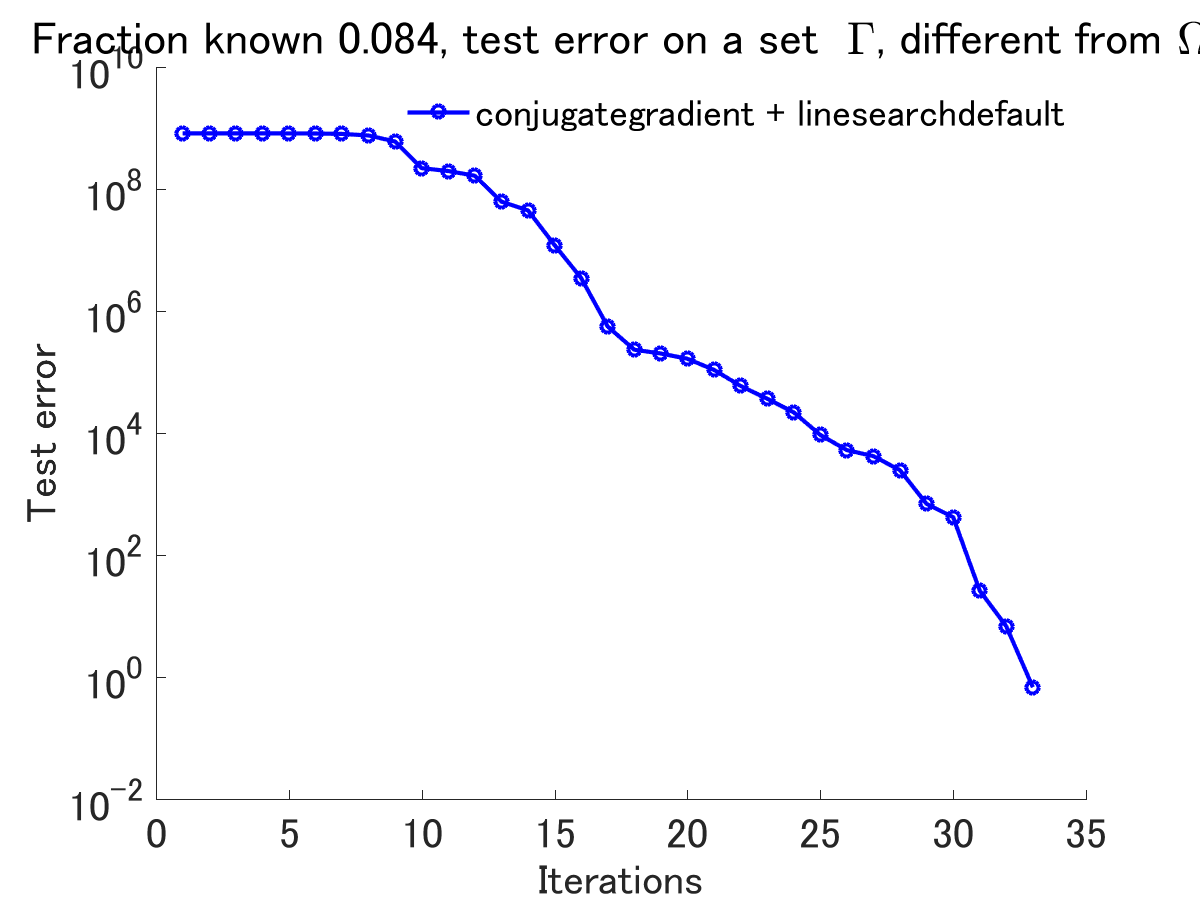 Fraction known 0.084, test error on a set Γ, different from Ω
10^10
conjugategradient + linesearchdefault
10^8
10^6
Test error
10^4
10^2
10^0
10^−2
0 5 10 15 20 25 30 35
Iterations